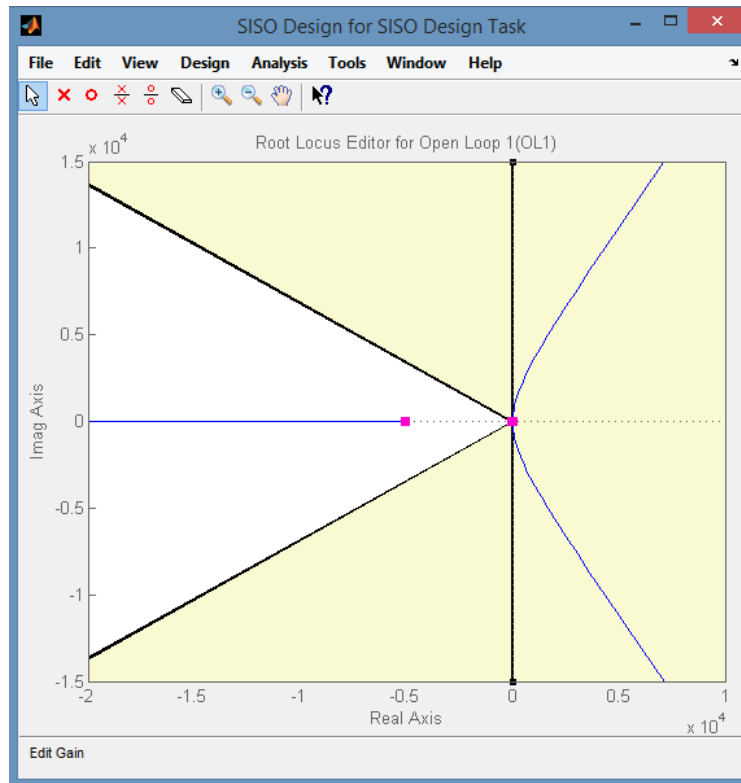 SISO Design for SISO Design Task
File Edit View Design Analysis Tools Window Help
x 10^4
Root Locus Editor for Open Loop 1(OL1)
1.5
1
0.5
0
-0.5
-1
-1.5
Imag Axis
-2 -1.5 -1 -0.5 0 0.5 1
Real Axis
x 10^4
Edit Gain